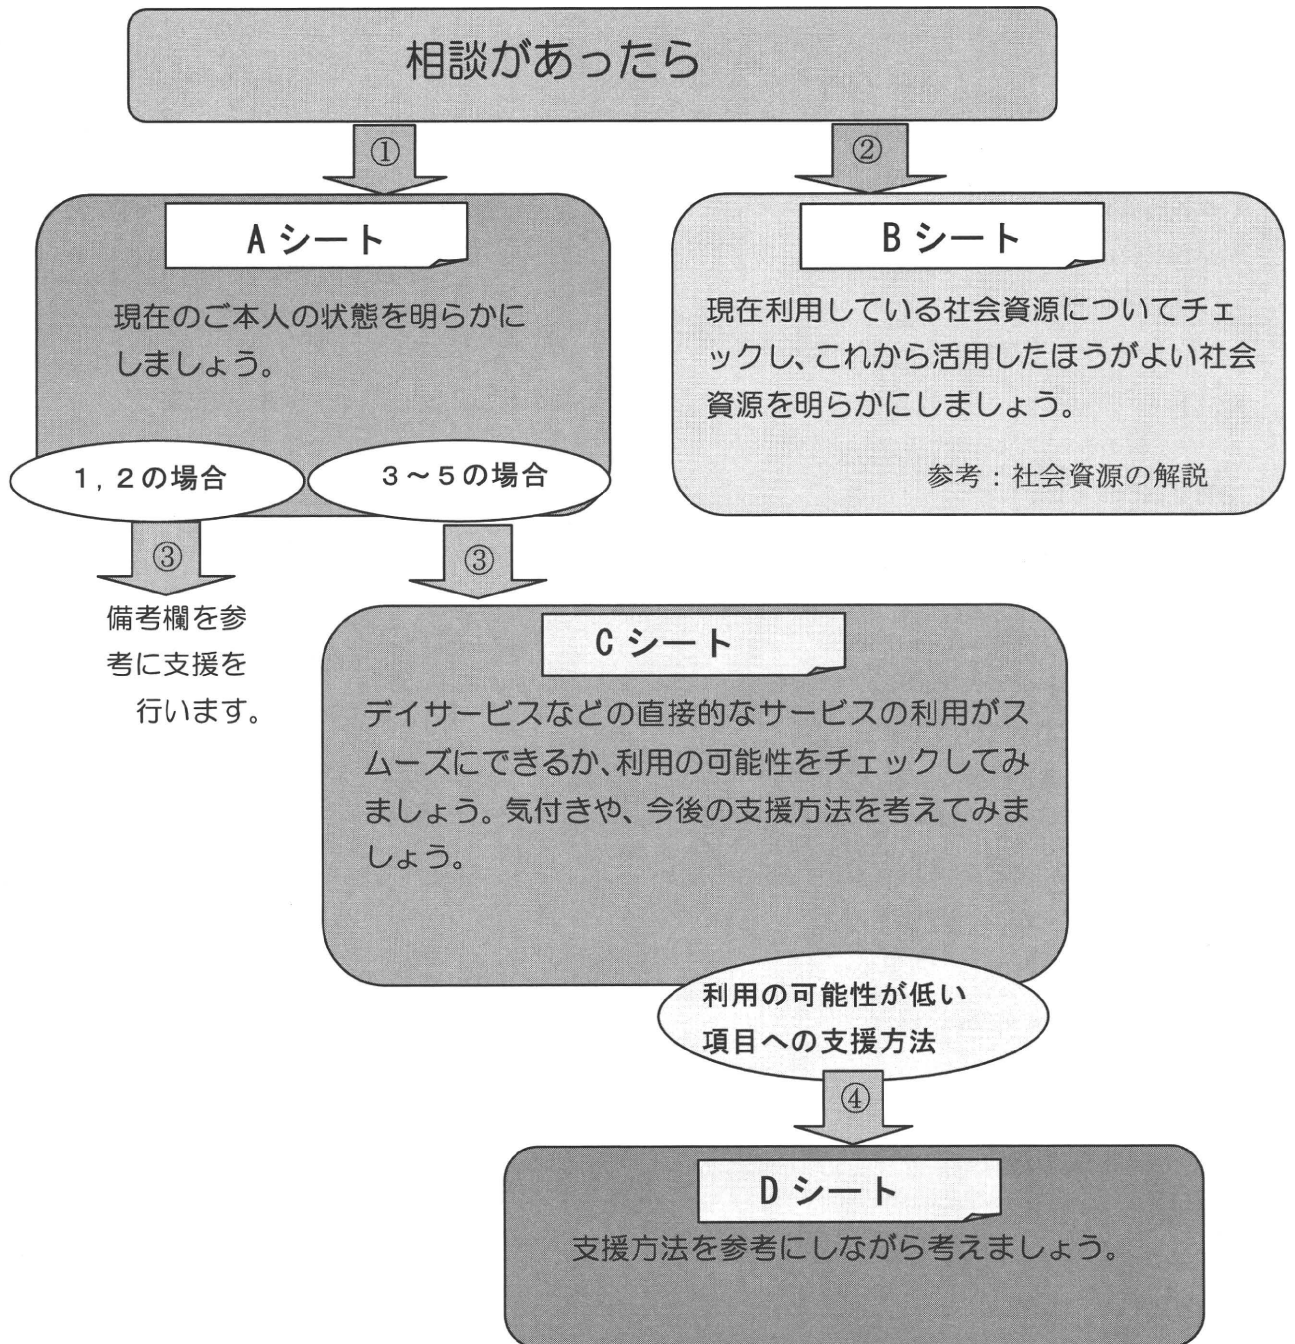 相談があったら
①
②
Aシート
現在のご本人の状態を明らかに
しましょう。
1,2の場合
3~5の場合
Bシート
現在利用している社会資源についてチェ
ックし、これから活用したほうがよい社会
資源を明らかにしましょう。
参考:社会資源の解説
③
備考欄を参
考に支援を
行います。
③
Cシート
デイサービスなどの直接的なサービスの利用がス
ムーズにできるか、利用の可能性をチェックしてみ
ましょう。気付きや、今後の支援方法を考えてみま
しょう。
利用の可能性が低い
項目への支援方法
④
Dシート
支援方法を参考にしながら考えましょう。